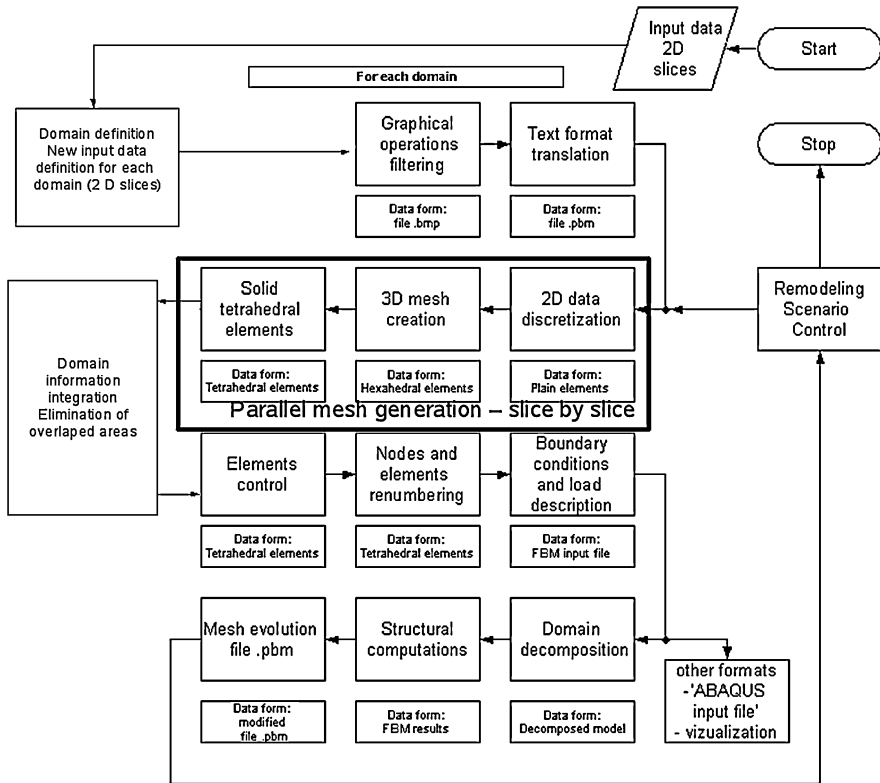 Start
Input data
2D
slices
For each domain
Domain definition
New input data
definition for each
domain (2 D slices)
Graphical
operations
filtering
Text format
translation
Stop
Data form:
file .bmp
Data form:
file .pbm
Remodeling
Scenario
Control
2D data
discretization
3D mesh
creation
Solid
tetrahedral
elements
Data form:
Plain elements
Data form:
Hexahedral elements
Data form:
Tetrahedral elements
Parallel mesh generation – slice by slice
Domain
information
integration
Elimination of
overlaped areas
Elements
control
Nodes and
elements
renumbering
Boundary
conditions
and load
description
Data form:
Tetrahedral elements
Data form:
Tetrahedral elements
Data form:
FBM input file
Domain
decomposition
Structural
computations
Mesh evolution
file .pbm
other formats
-'ABAQUS
input file'
- vizualization
Data form:
Decomposed model
Data form:
FBM results
Data form:
modified
file .pbm